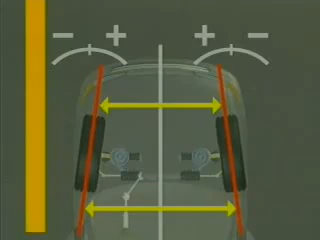 − + + −